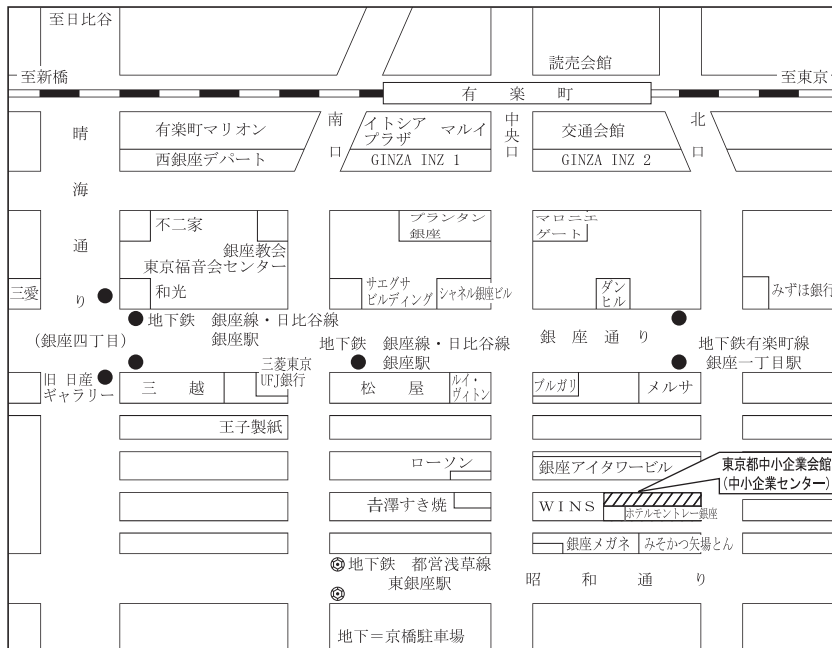 至日比谷
読売会館
至新橋
至東京
有楽町
晴海通り
有楽町マリオン
西銀座デパート
南口
イトシア
プラザ
マルイ
GINZA INZ 1
中央口
交通会館
GINZA INZ 2
北口
不二家
銀座教会
東京福音会センター
和光
三愛
プランタン
銀座
サエグサ
ビルディング
シャネル銀座ビル
マロニエ
ゲート
ダン
ヒル
みずほ銀行
(銀座四丁目)
地下鉄 銀座線・日比谷線
銀座駅
地下鉄 銀座線・日比谷線
銀座駅
銀座通り
地下鉄有楽町線
銀座一丁目駅
旧 日産
ギャラリー
三越
三菱東京
UFJ銀行
松屋
ルイ・
ヴィトン
ブルガリ
メルサ
王子製紙
ローソン
銀座アイタワービル
東京都中小企業会館
(中小企業センター)
吉澤すき焼
WINS
ホテルモントレー銀座
銀座メガネ
みそかつ矢場とん
地下鉄 都営浅草線
東銀座駅
昭和通り
地下=京橋駐車場